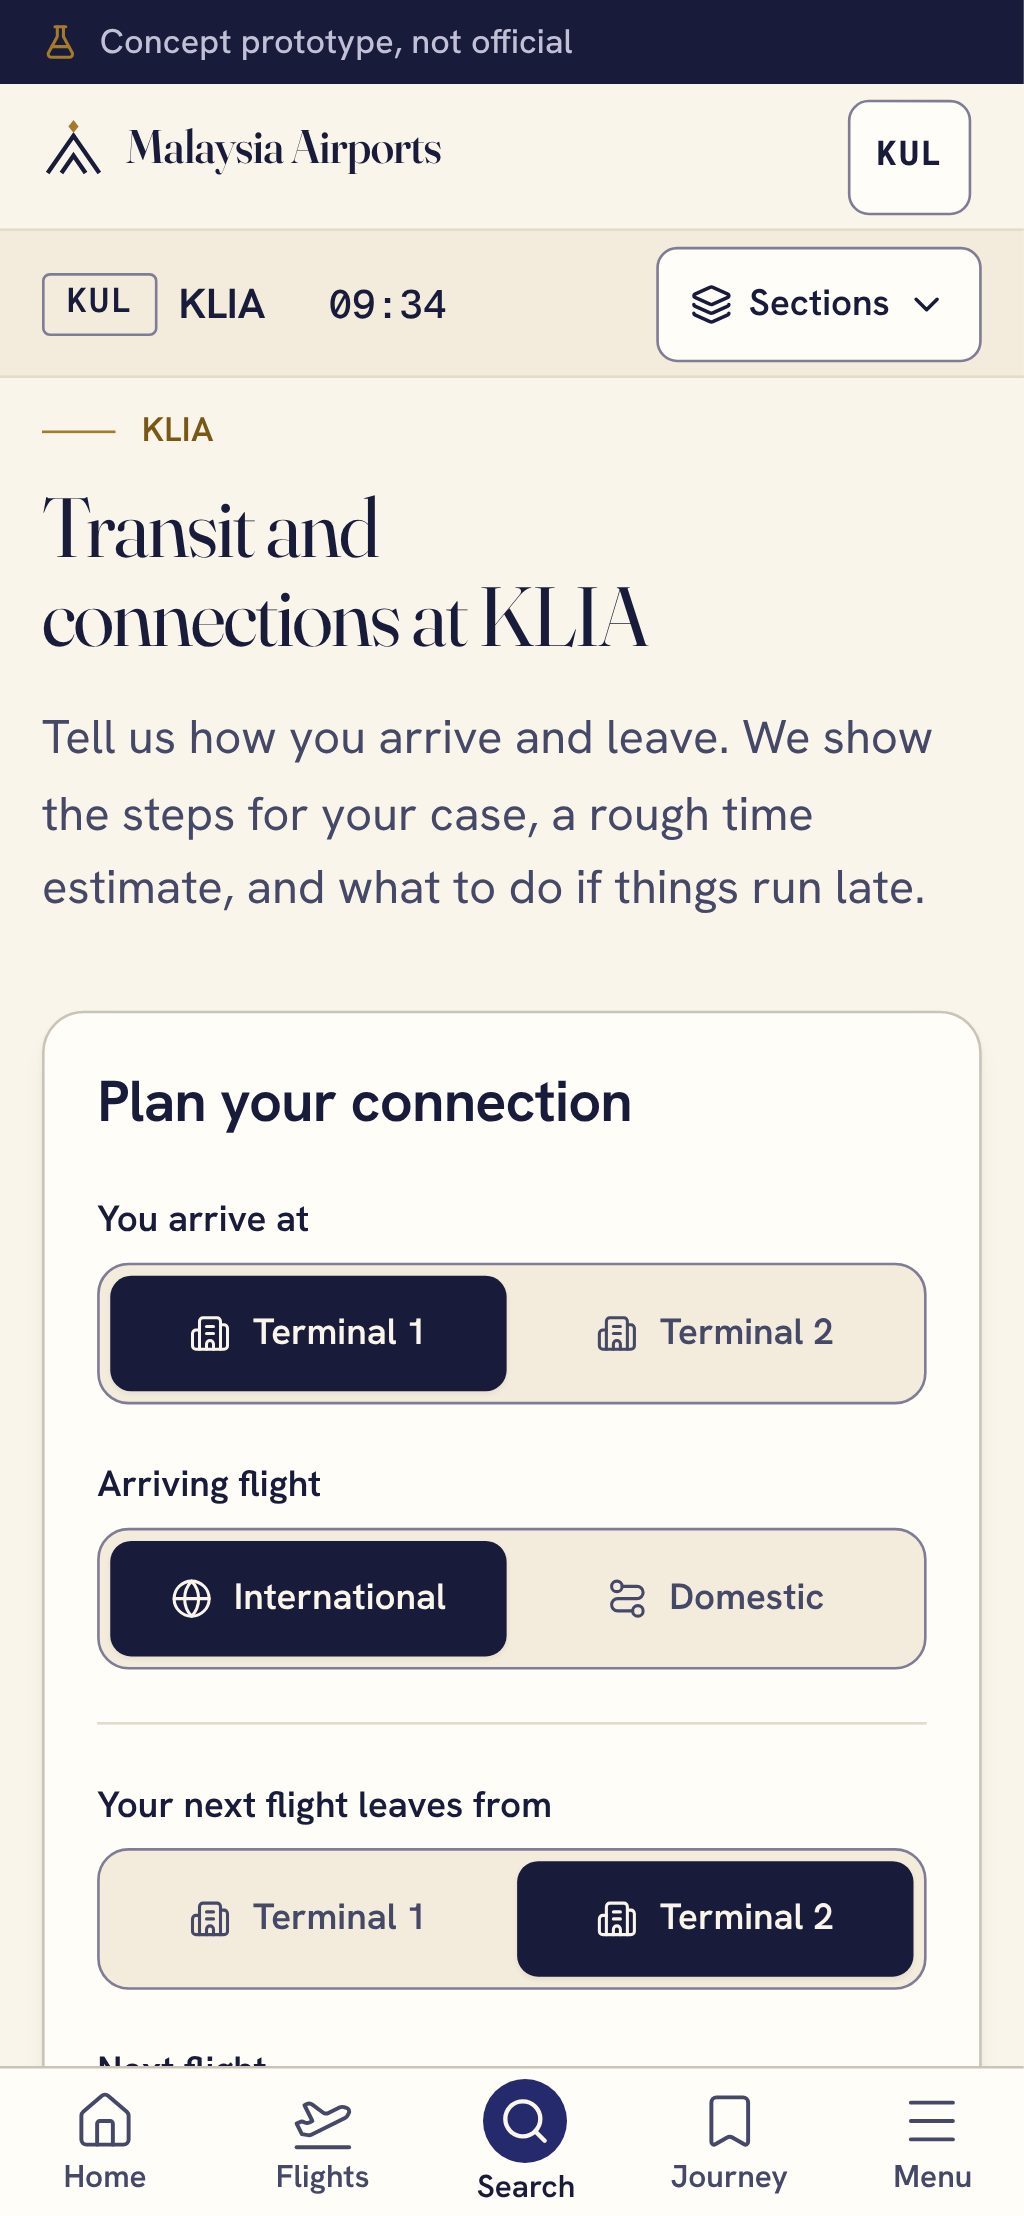 Concept prototype, not official
Malaysia Airports
KUL
KUL KLIA 09:34 Sections
KLIA
Transit and
connections at KLIA
Tell us how you arrive and leave. We show
the steps for your case, a rough time
estimate, and what to do if things run late.
Plan your connection
You arrive at
Terminal 1 Terminal 2
Arriving flight
International Domestic
Your next flight leaves from
Terminal 1 Terminal 2
Next flight
Home Flights Search Journey Menu